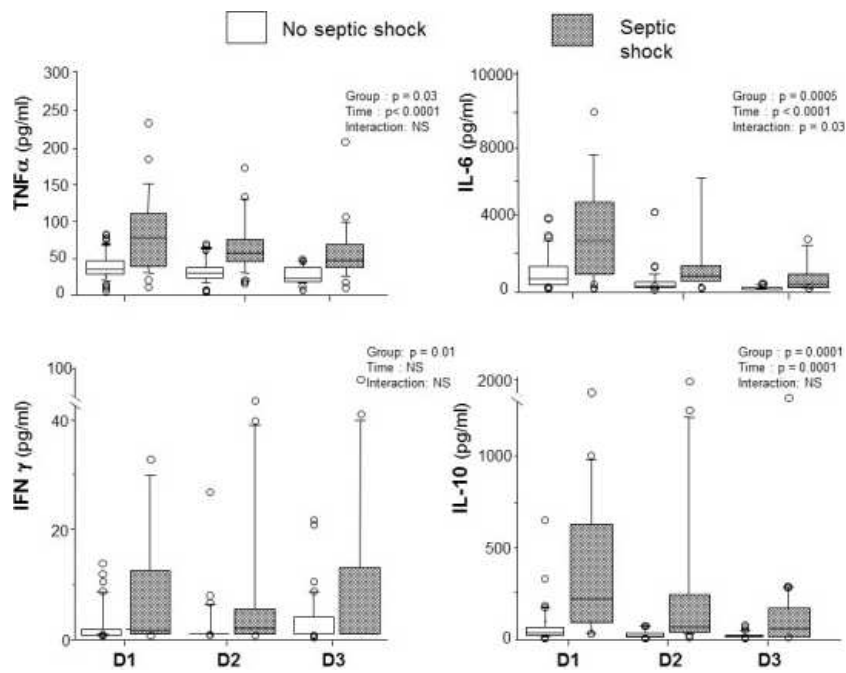 No septic shock
Septic
shock
TNFα (pg/ml)
300
250
200
150
100
50
0
Group : p = 0.03
Time : p< 0.0001
Interaction: NS
IL-6 (pg/ml)
10000
8000
4000
0
Group : p = 0.0005
Time : p < 0.0001
Interaction: p = 0.03
IFN γ (pg/ml)
100
40
20
0
Group: p = 0.01
Time : NS
Interaction: NS
D1 D2 D3
IL-10 (pg/ml)
2000
1000
500
0
Group : p = 0.0001
Time : p = 0.0001
Interaction: NS
D1 D2 D3